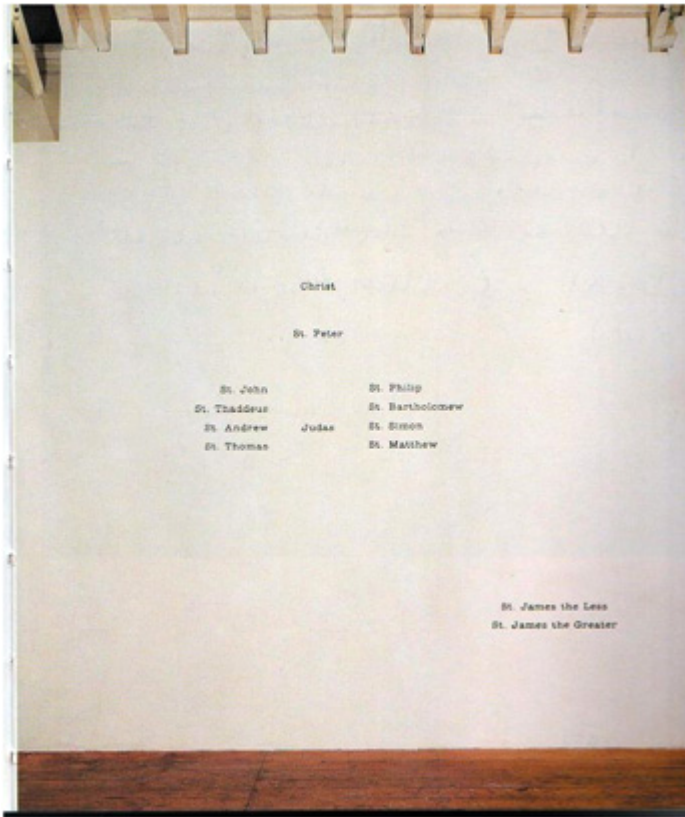 Christ
St. Peter
St. John
St. Thaddeus
St. Andrew
St. Thomas
Judas
St. Philip
St. Bartholomew
St. Simon
St. Matthew
St. James the Less
St. James the Greater